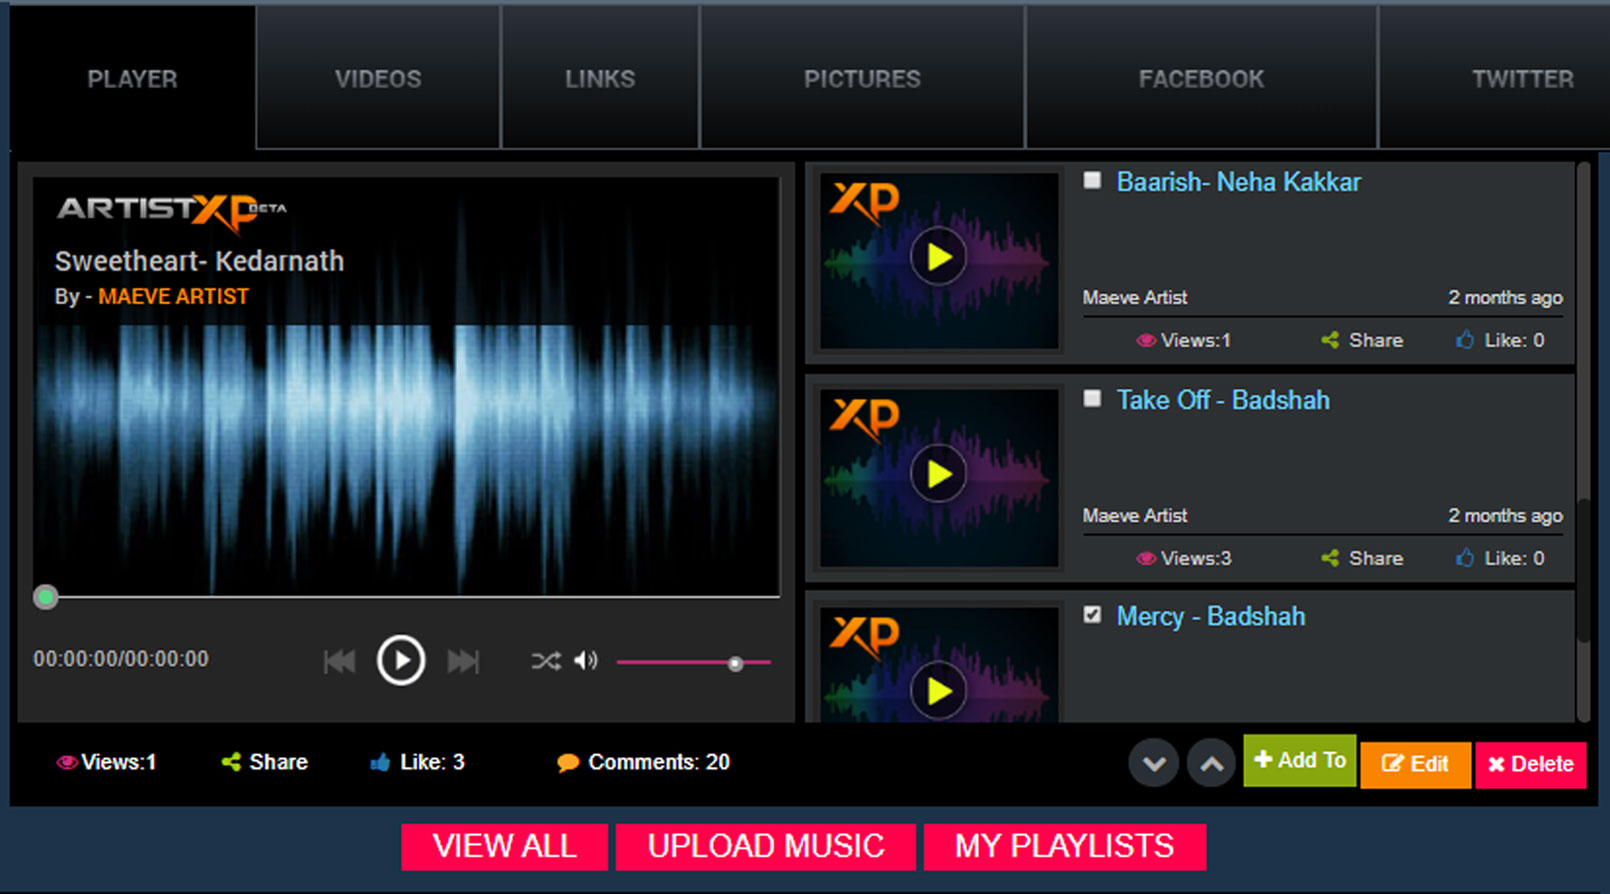 PLAYER VIDEOS LINKS PICTURES FACEBOOK TWITTER
ARTISTXP BETA
Sweetheart- Kedarnath
By - MAEVE ARTIST
00:00:00/00:00:00
Views:1 Share Like: 3 Comments: 20
XP
Baarish- Neha Kakkar
Maeve Artist 2 months ago
Views:1 Share Like: 0
XP
Take Off - Badshah
Maeve Artist 2 months ago
Views:3 Share Like: 0
XP
Mercy - Badshah
Add To Edit Delete
VIEW ALL UPLOAD MUSIC MY PLAYLISTS